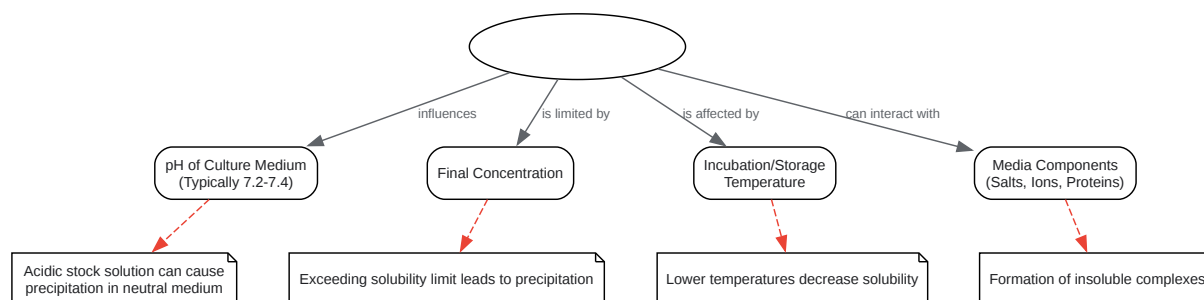 influences
is limited by
is affected by
can interact with
pH of Culture Medium
(Typically 7.2-7.4)
Final Concentration
Incubation/Storage
Temperature
Media Components
(Salts, Ions, Proteins)
Acidic stock solution can cause
precipitation in neutral medium
Exceeding solubility limit leads to precipitation
Lower temperatures decrease solubility
Formation of insoluble complexes